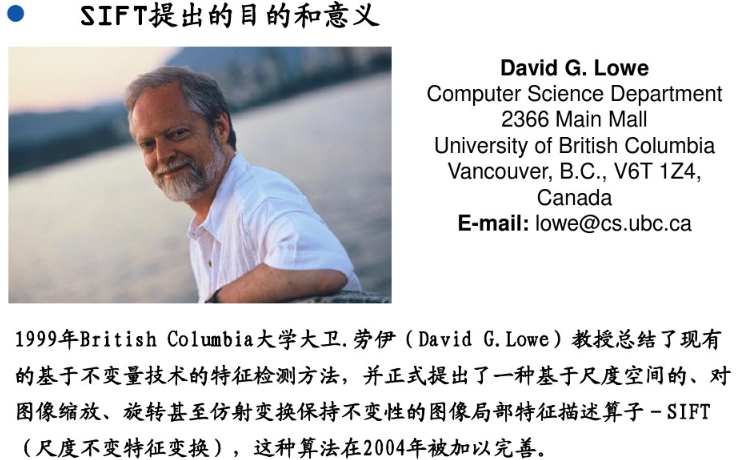 SIFT提出的目的和意义
David G. Lowe
Computer Science Department
2366 Main Mall
University of British Columbia
Vancouver, B.C., V6T 1Z4,
Canada
E-mail: lowe@cs.ubc.ca
1999年British Columbia大学大卫.劳伊（David G.Lowe）教授总结了现有
的基于不变量技术的特征检测方法，并正式提出了一种基于尺度空间的、对
图像缩放、旋转甚至仿射变换保持不变性的图像局部特征描述算子－SIFT
（尺度不变特征变换），这种算法在2004年被加以完善。